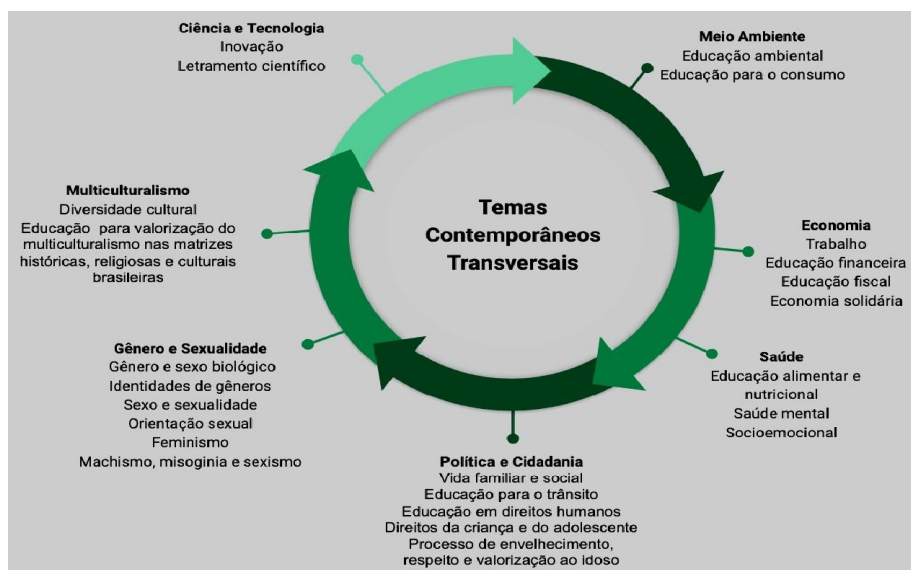 Ciência e Tecnologia
Inovação
Letramento científico
Meio Ambiente
Educação ambiental
Educação para o consumo
Multiculturalismo
Diversidade cultural
Educação para valorização do
multiculturalismo nas matrizes
históricas, religiosas e culturais
brasileiras
Temas
Contemporâneos
Transversais
Economia
Trabalho
Educação financeira
Educação fiscal
Economia solidária
Gênero e Sexualidade
Gênero e sexo biológico
Identidades de gêneros
Sexo e sexualidade
Orientação sexual
Feminismo
Machismo, misoginia e sexismo
Saúde
Educação alimentar e
nutricional
Saúde mental
Socioemocional
Política e Cidadania
Vida familiar e social
Educação para o trânsito
Educação em direitos humanos
Direitos da criança e do adolescente
Processo de envelhecimento,
respeito e valorização ao idoso